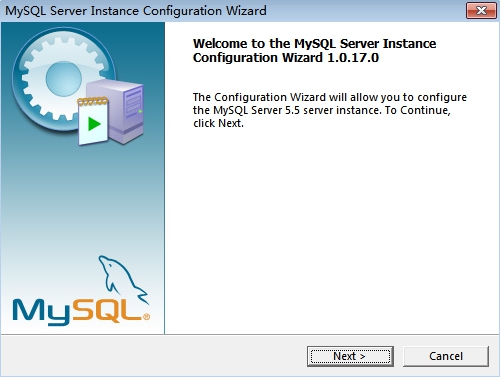 MySQL Server Instance Configuration Wizard
Welcome to the MySQL Server Instance
Configuration Wizard 1.0.17.0
The Configuration Wizard will allow you to configure
the MySQL Server 5.5 server instance. To Continue,
click Next.
MySQL®
Next >
Cancel